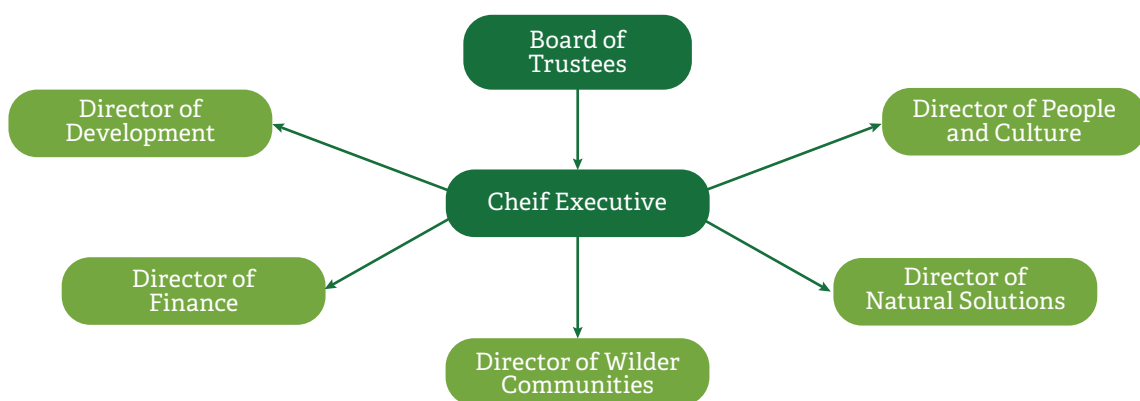 Board of
Trustees
Director of
Development
Director of People
and Culture
Cheif Executive
Director of
Finance
Director of
Natural Solutions
Director of Wilder
Communities